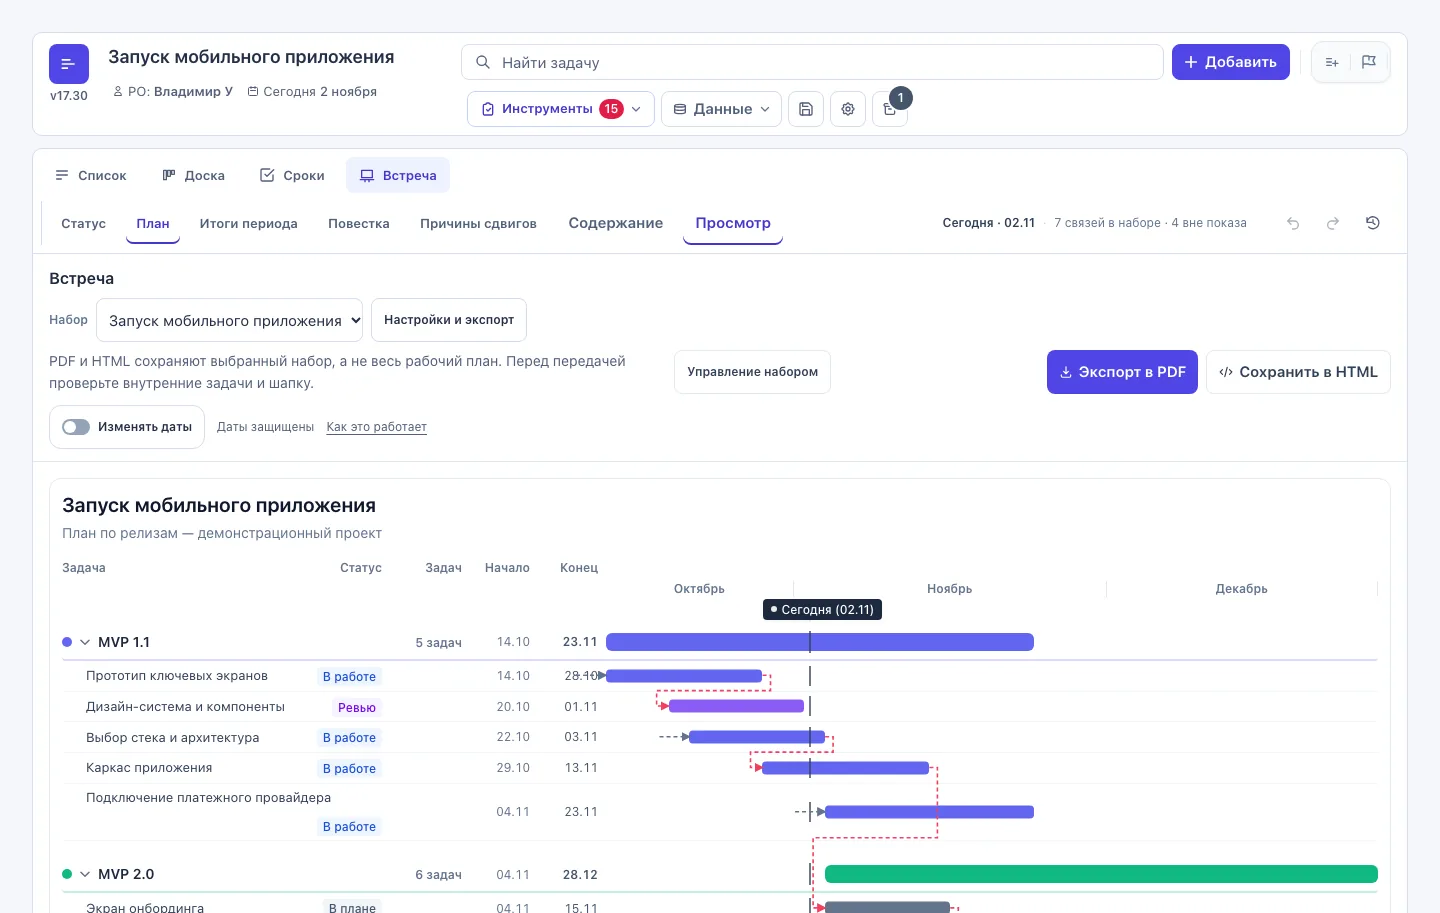 Запуск мобильного приложения
v17.30
РО: Владимир У
Сегодня 2 ноября
Найти задачу
Добавить
Инструменты 15
Данные
1
Список
Доска
Сроки
Встреча
Статус
План
Итоги периода
Повестка
Причины сдвигов
Содержание
Просмотр
Сегодня · 02.11 · 7 связей в наборе · 4 вне показа
Встреча
Набор
Запуск мобильного приложения
Настройки и экспорт
PDF и HTML сохраняют выбранный набор, а не весь рабочий план. Перед передачей
проверьте внутренние задачи и шапку.
Управление набором
Экспорт в PDF
Сохранить в HTML
Изменять даты
Даты защищены
Как это работает
Запуск мобильного приложения
План по релизам — демонстрационный проект
Задача Статус Задач Начало Конец
Октябрь Ноябрь Декабрь
Сегодня (02.11)
MVP 1.1 5 задач 14.10 23.11
Прототип ключевых экранов В работе 14.10 28.10
Дизайн-система и компоненты Ревью 20.10 01.11
Выбор стека и архитектура В работе 22.10 03.11
Каркас приложения В работе 29.10 13.11
Подключение платежного провайдера
04.11 23.11
В работе
MVP 2.0 6 задач 04.11 28.12
Экран онбординга В плане 04.11 15.11